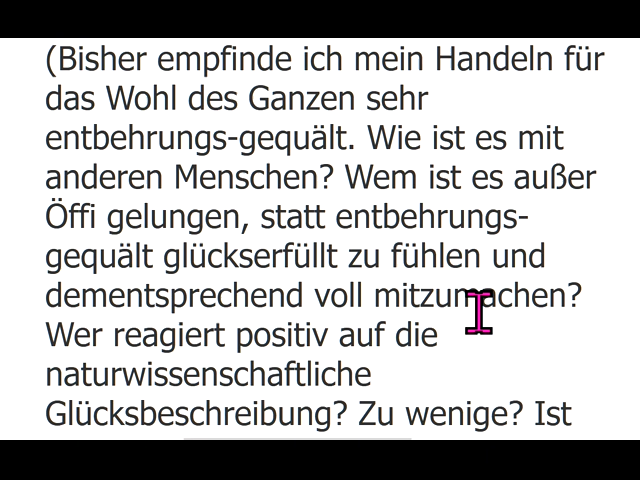 (Bisher empfinde ich mein Handeln für
das Wohl des Ganzen sehr
entbehrungs-gequält. Wie ist es mit
anderen Menschen? Wem ist es außer
Öffi gelungen, statt entbehrungs-
gequält glückserfüllt zu fühlen und
dementsprechend voll mitzumachen?
Wer reagiert positiv auf die
naturwissenschaftliche
Glücksbeschreibung? Zu wenige? Ist